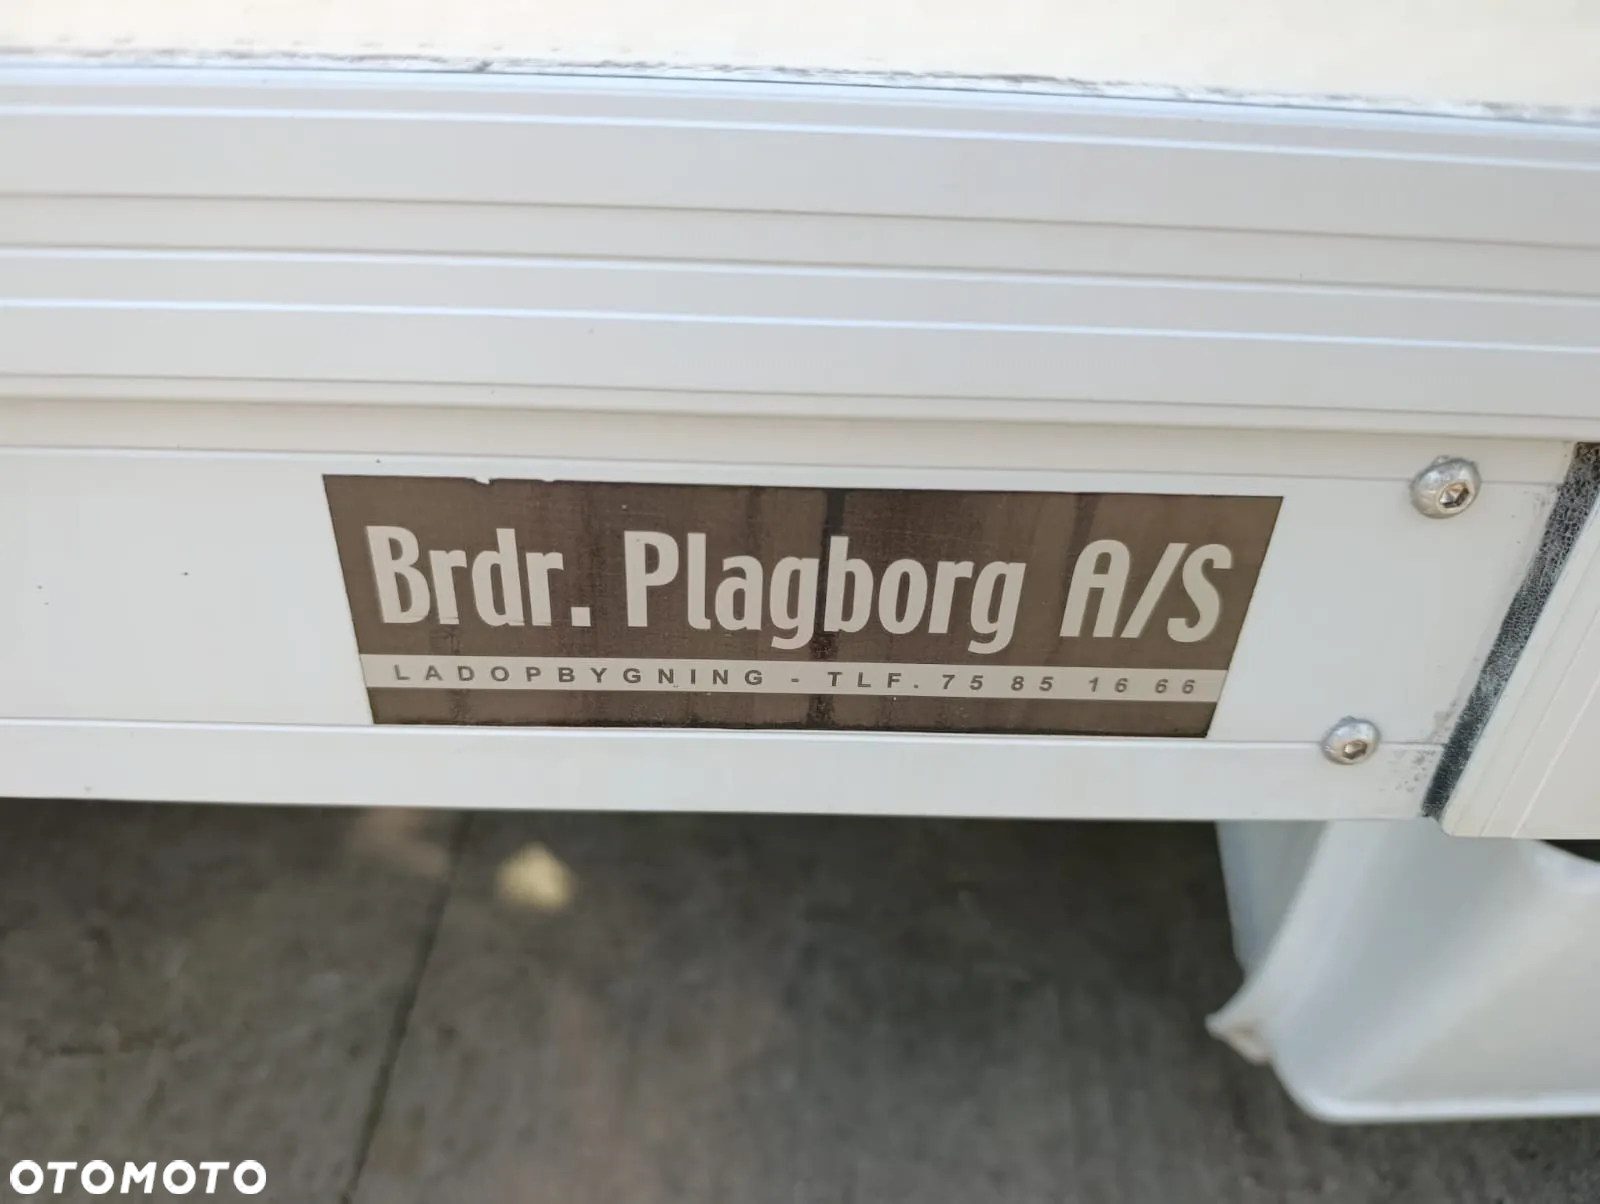 Brdr. Plagborg A/S
LADOPBYGNING - TLF. 75 85 16 66
OTOMOTO